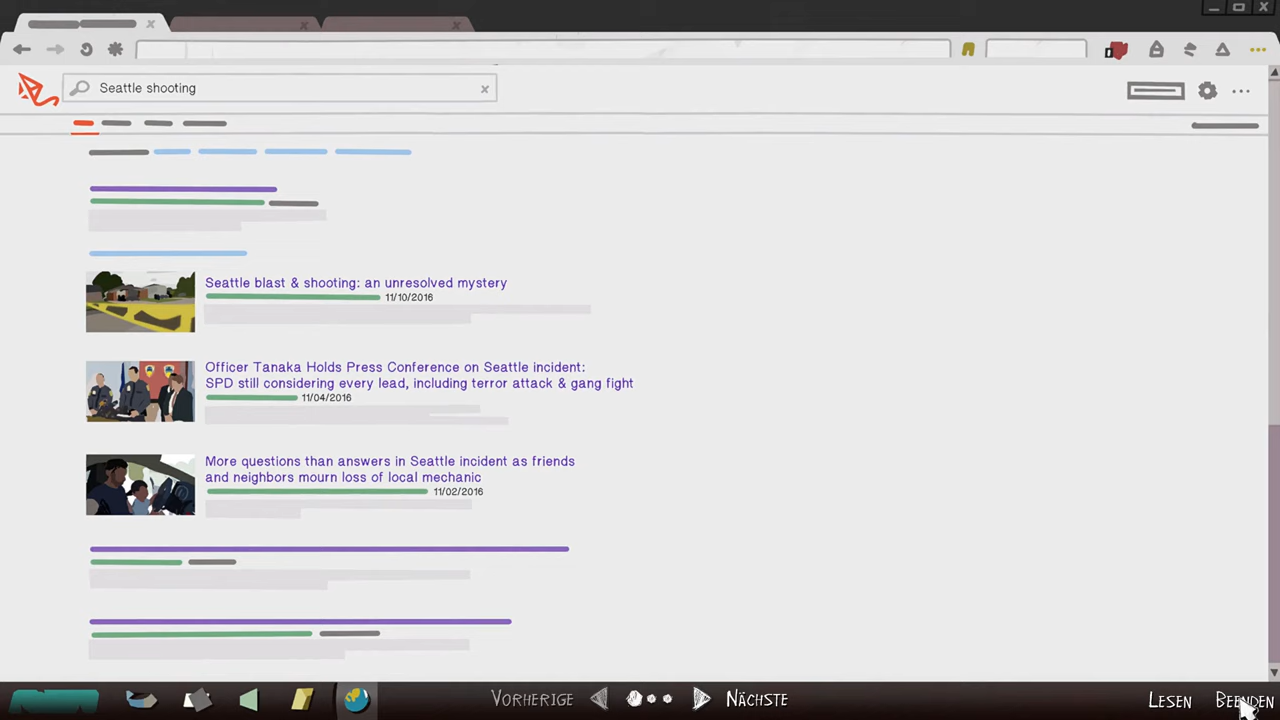 Seattle shooting
Seattle blast & shooting: an unresolved mystery
11/10/2016
Officer Tanaka Holds Press Conference on Seattle incident:
SPD still considering every lead, including terror attack & gang fight
11/04/2016
More questions than answers in Seattle incident as friends
and neighbors mourn loss of local mechanic
11/02/2016
VORHERIGE NÄCHSTE LESEN BEENDEN